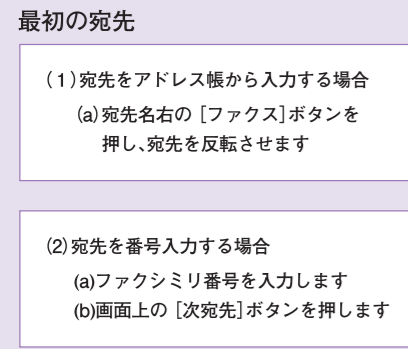 最初の宛先
（1）宛先をアドレス帳から入力する場合
(a)宛先名右の［ファクス］ボタンを
押し、宛先を反転させます
(2)宛先を番号入力する場合
(a)ファクシミリ番号を入力します
(b)画面上の［次宛先］ボタンを押します